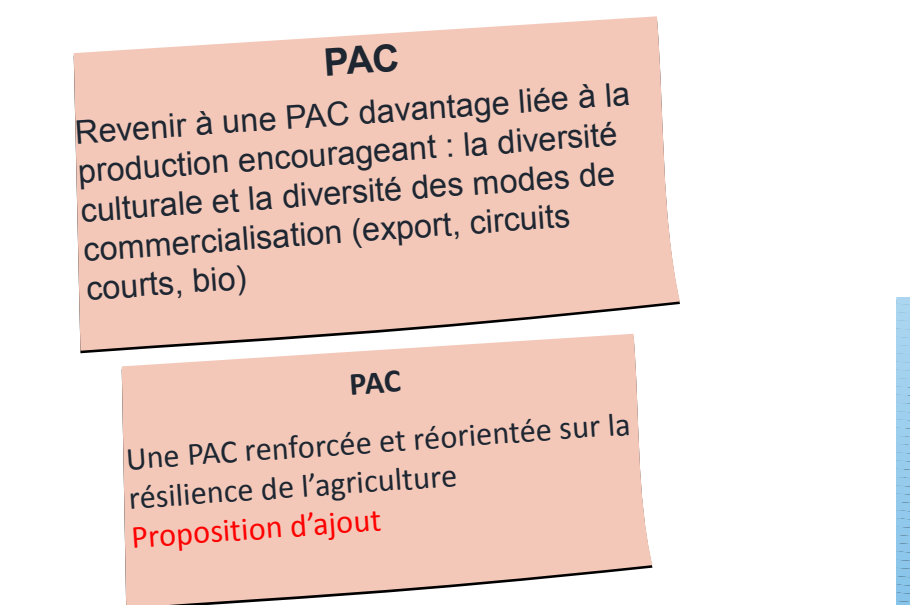 PAC
Revenir à une PAC davantage liée à la
production encourageant : la diversité
culturale et la diversité des modes de
commercialisation (export, circuits
courts, bio)
PAC
Une PAC renforcée et réorientée sur la
résilience de l’agriculture
Proposition d’ajout